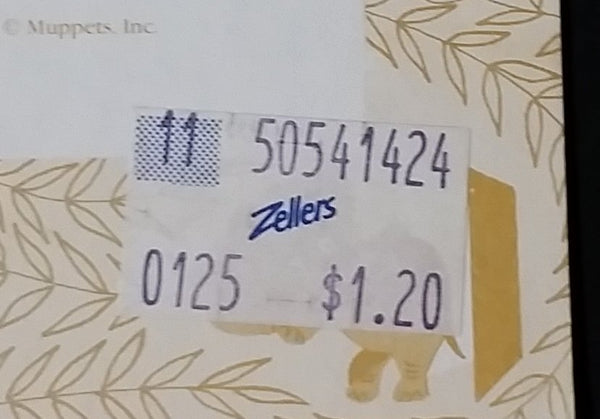 © Muppets, Inc.
11 50541424
Zellers
0125 $1.20